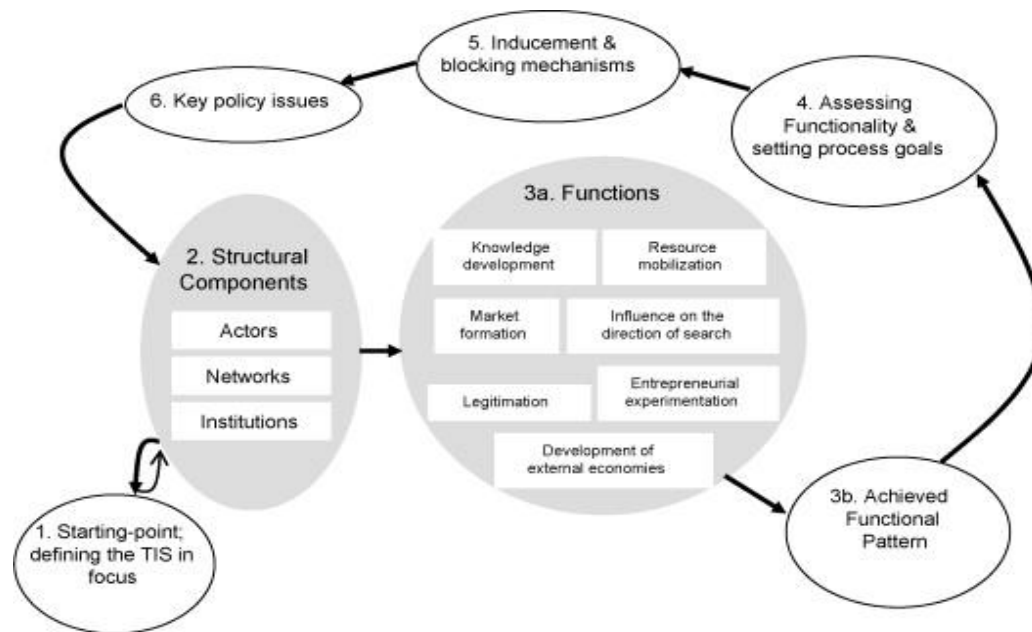 5. Inducement &
blocking mechanisms
6. Key policy issues
4. Assessing
Functionality &
setting process goals
3a. Functions
Knowledge
development
Resource
mobilization
2. Structural
Components
Market
formation
Influence on the
direction of search
Actors
Networks
Institutions
Legitimation
Entrepreneurial
experimentation
Development of
external economies
1. Starting-point;
defining the TIS in
focus
3b. Achieved
Functional
Pattern